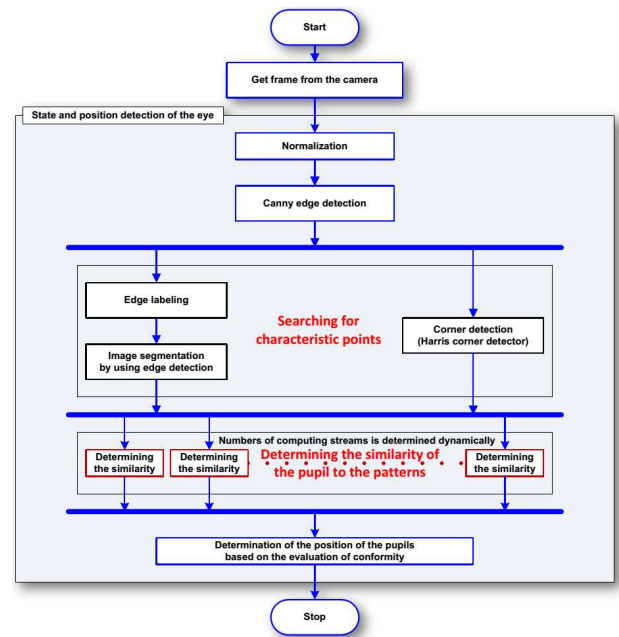 Start
Get frame from the camera
State and position detection of the eye
Normalization
Canny edge detection
Edge labeling
Image segmentation
by using edge detection
Searching for
characteristic points
Corner detection
(Harris corner detector)
Numbers of computing streams is determined dynamically
Determining
the similarity
Determining
the similarity
Determining the similarity of
the pupil to the patterns
Determining
the similarity
Determination of the position of the pupils
based on the evaluation of conformity
Stop